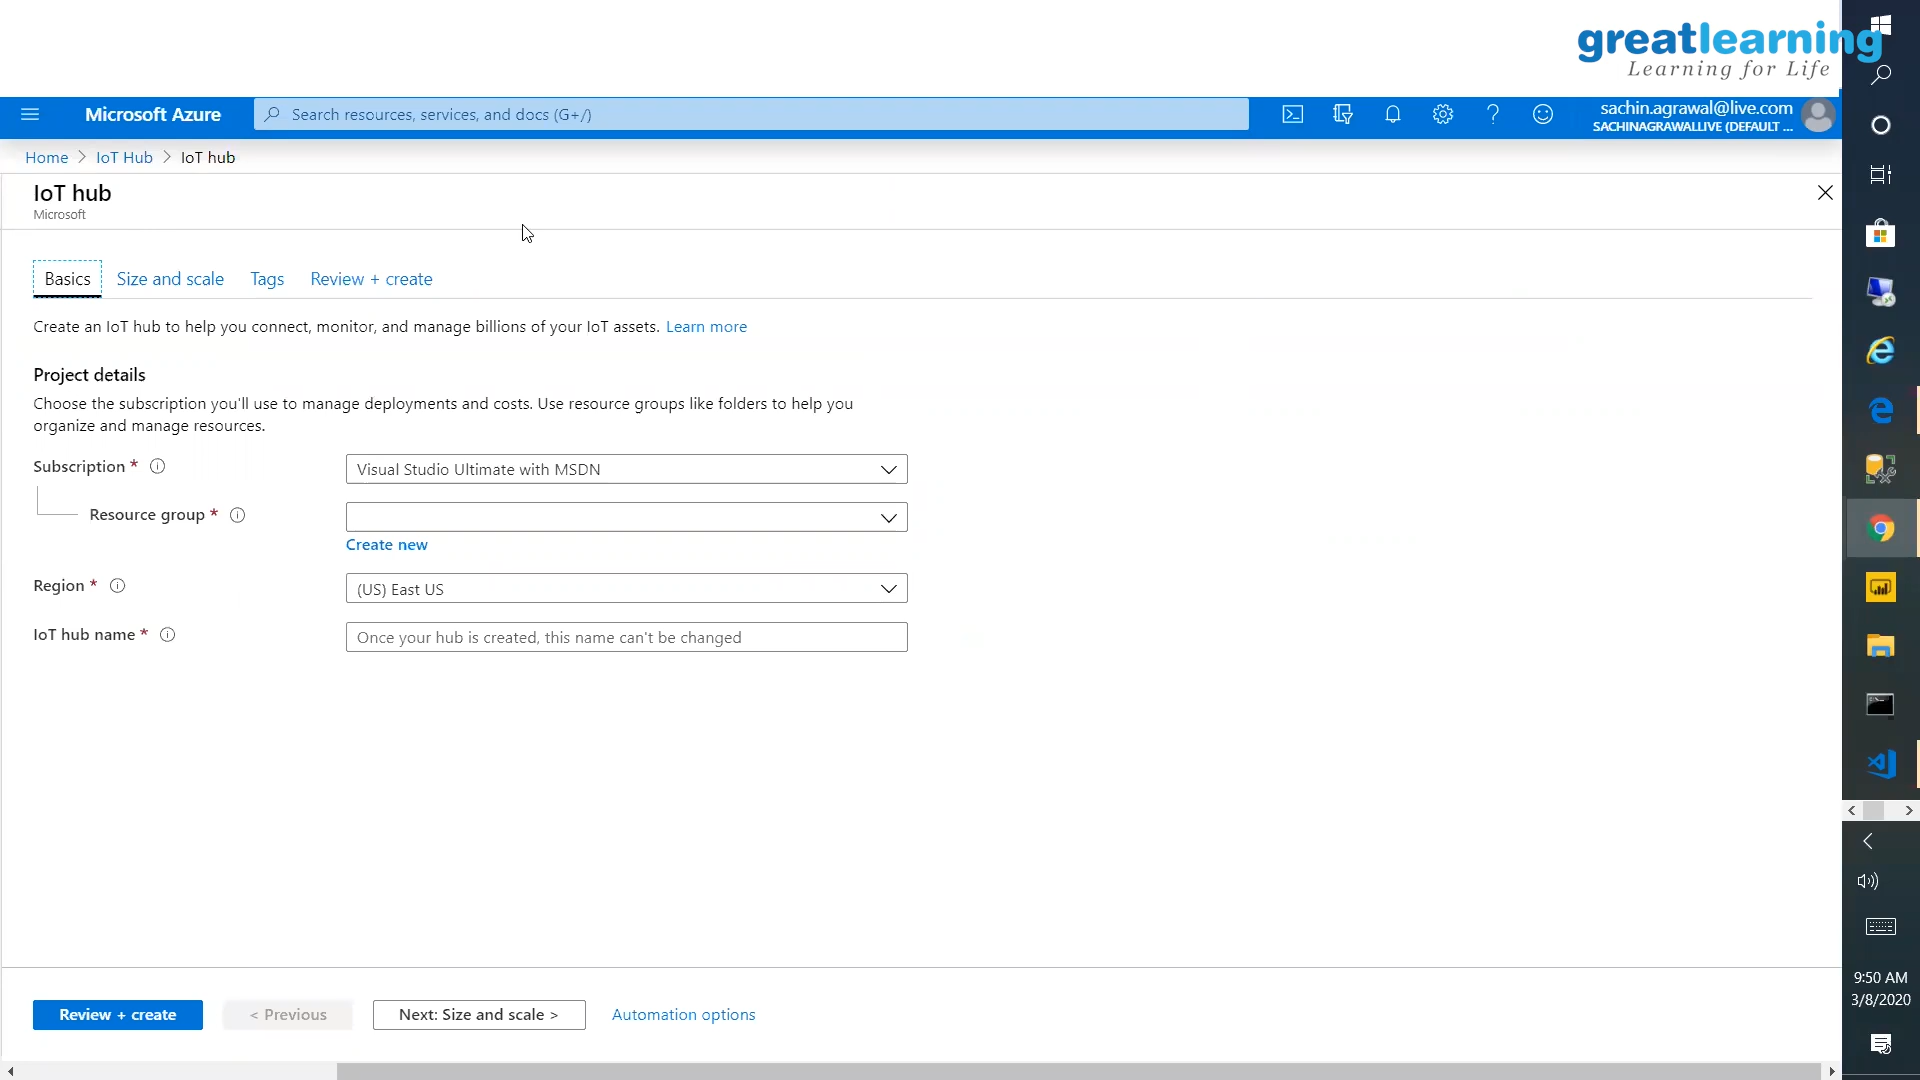 greatlearning
Learning for Life
Microsoft Azure
Search resources, services, and docs (G+/)
sachin.agrawal@live.com
SACHINAGRAWALLIVE (DEFAULT ...
Home > IoT Hub > IoT hub
IoT hub
Microsoft
Basics Size and scale Tags Review + create
Create an IoT hub to help you connect, monitor, and manage billions of your IoT assets. Learn more
Project details
Choose the subscription you'll use to manage deployments and costs. Use resource groups like folders to help you
organize and manage resources.
Subscription *
Visual Studio Ultimate with MSDN
Resource group *
Create new
Region *
(US) East US
IoT hub name *
Once your hub is created, this name can't be changed
Review + create
< Previous
Next: Size and scale >
Automation options
9:50 AM
3/8/2020